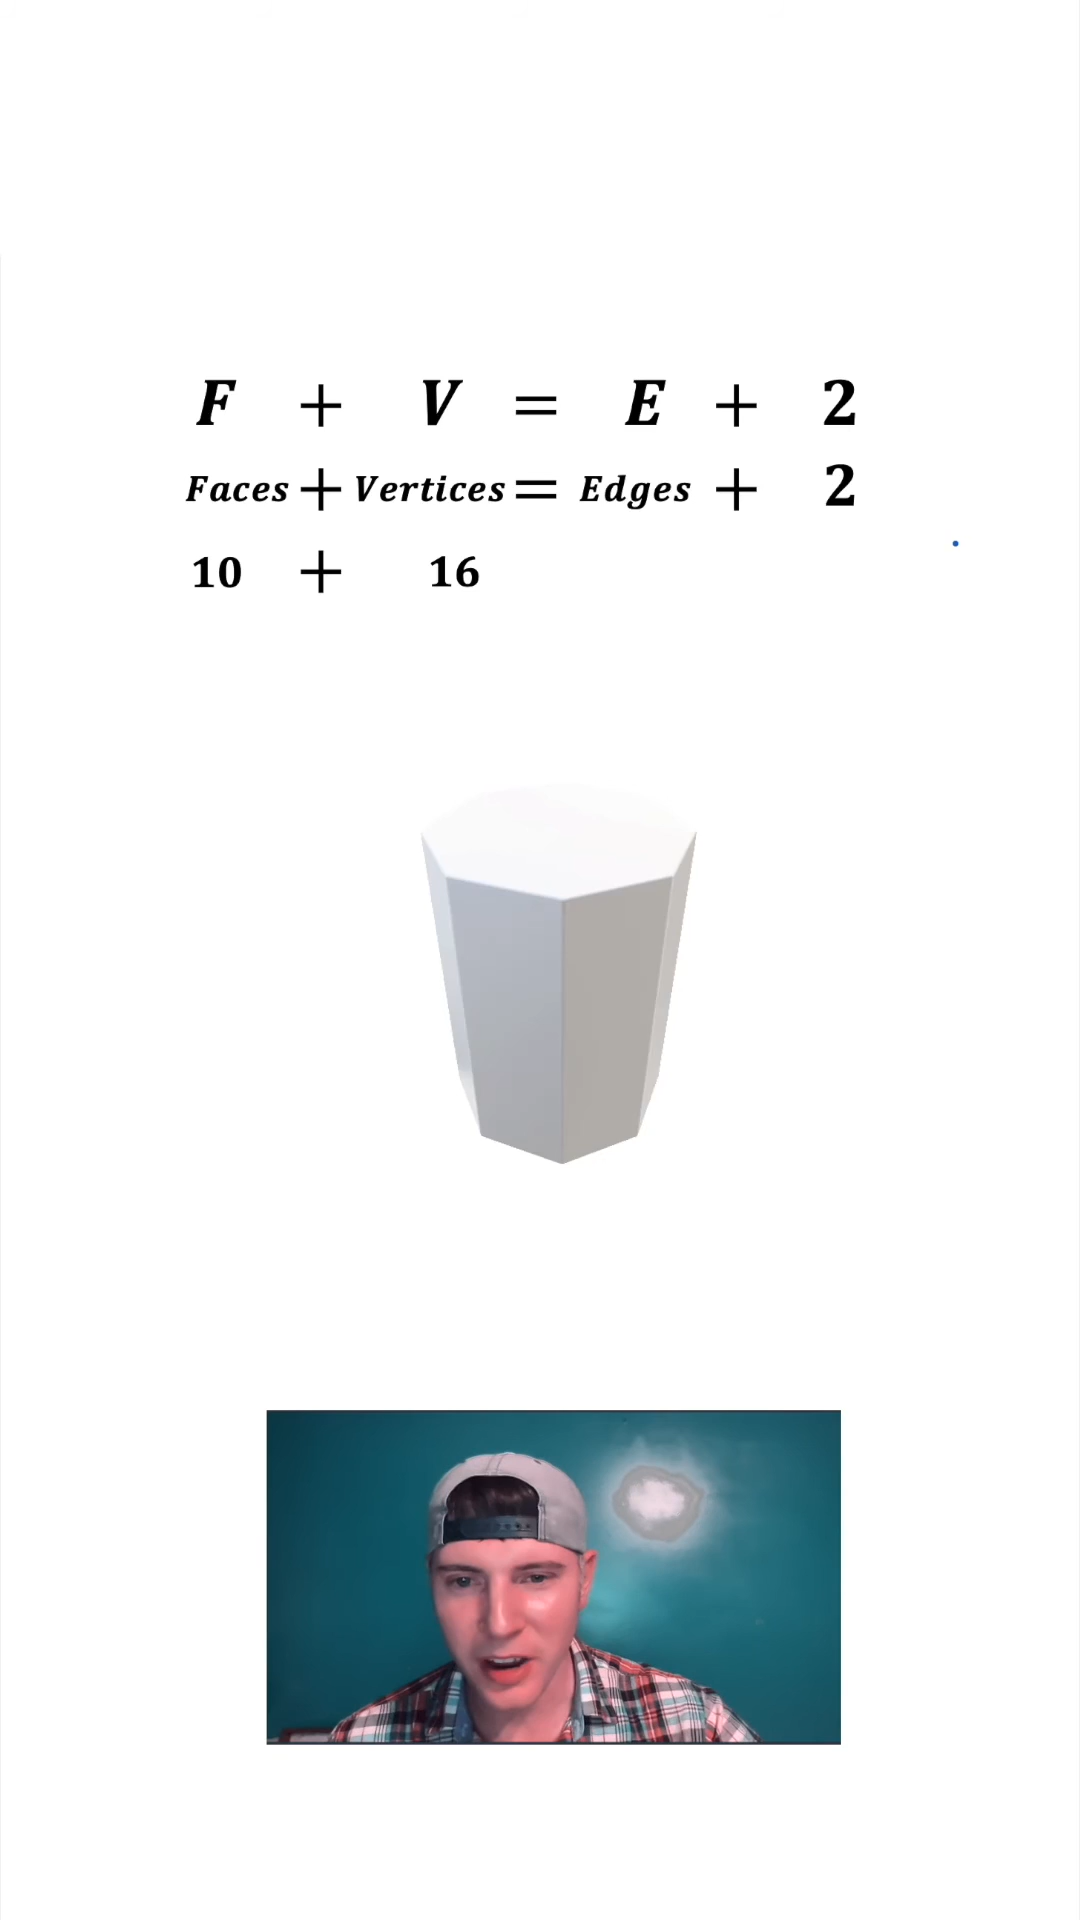 F + V = E + 2
Faces + Vertices = Edges + 2
10 + 16